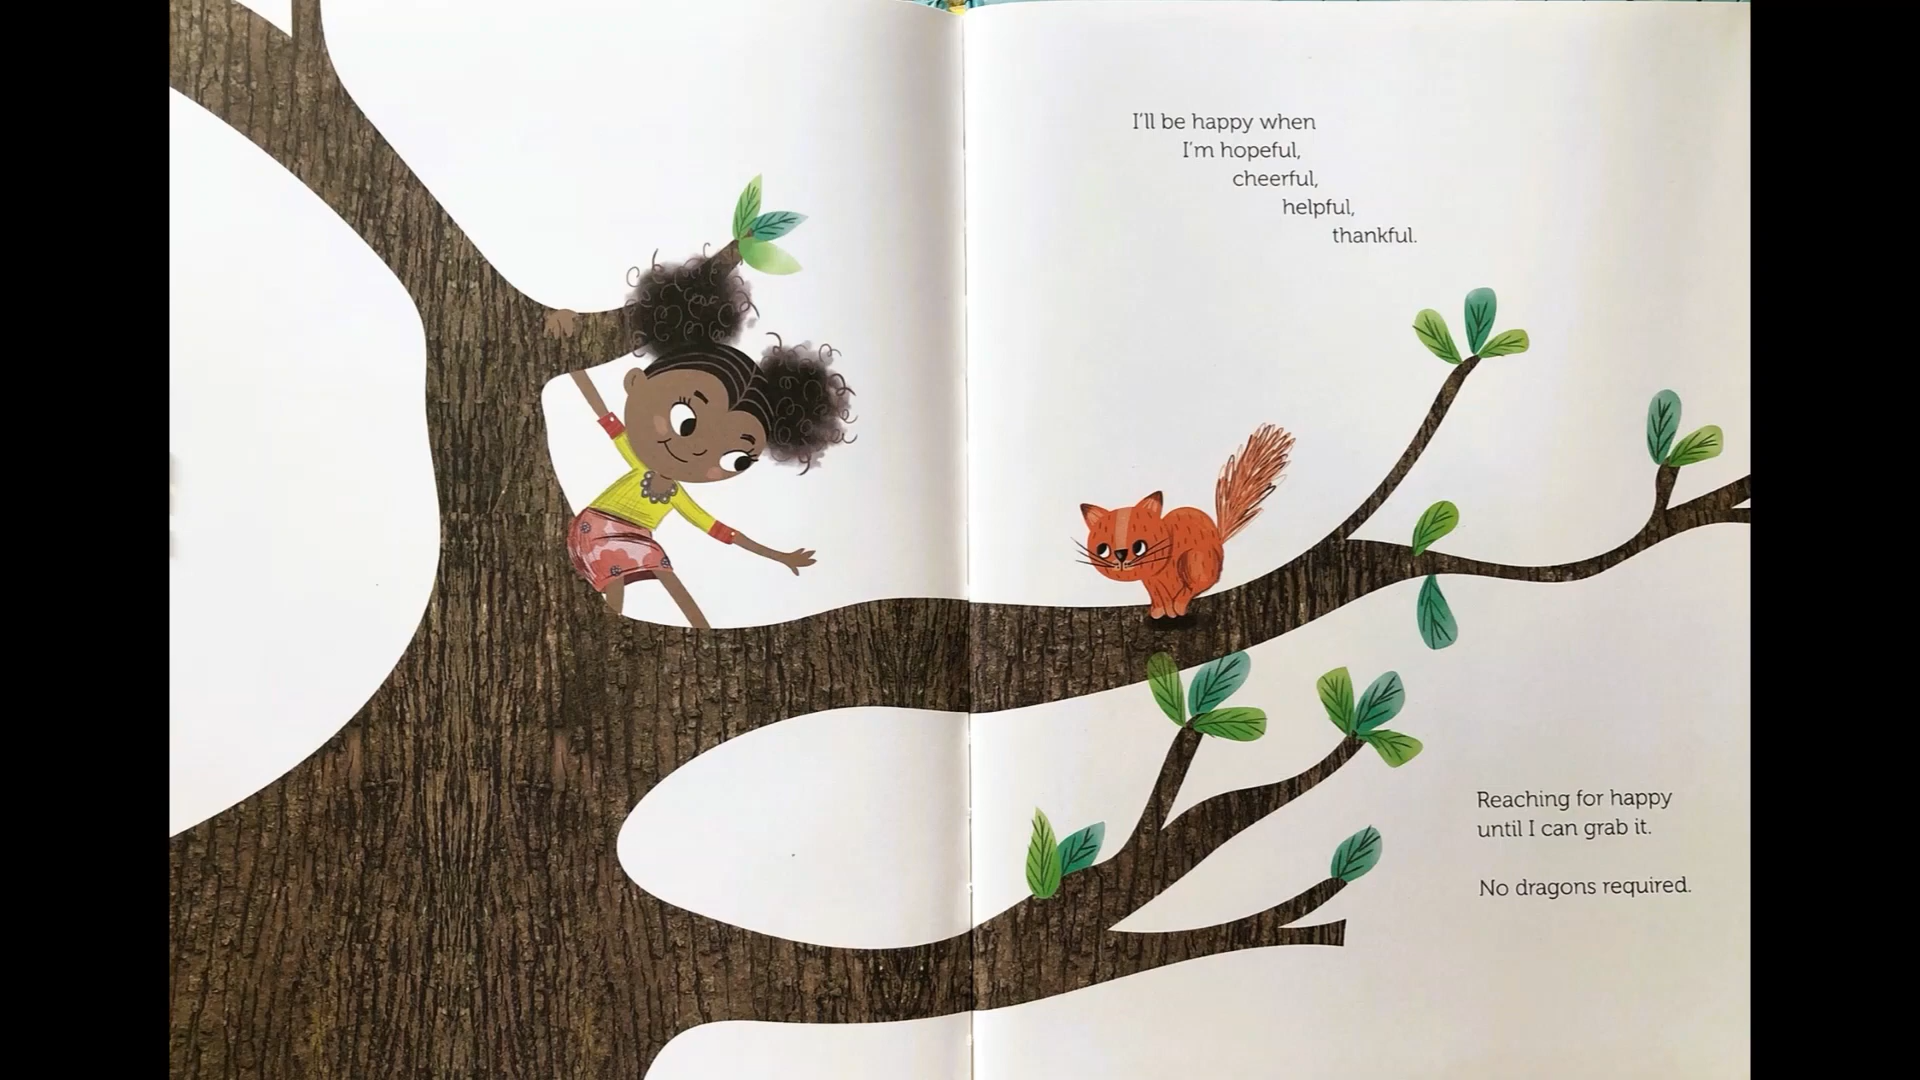 I'll be happy when
I'm hopeful,
cheerful,
helpful,
thankful.
Reaching for happy
until I can grab it.
No dragons required.